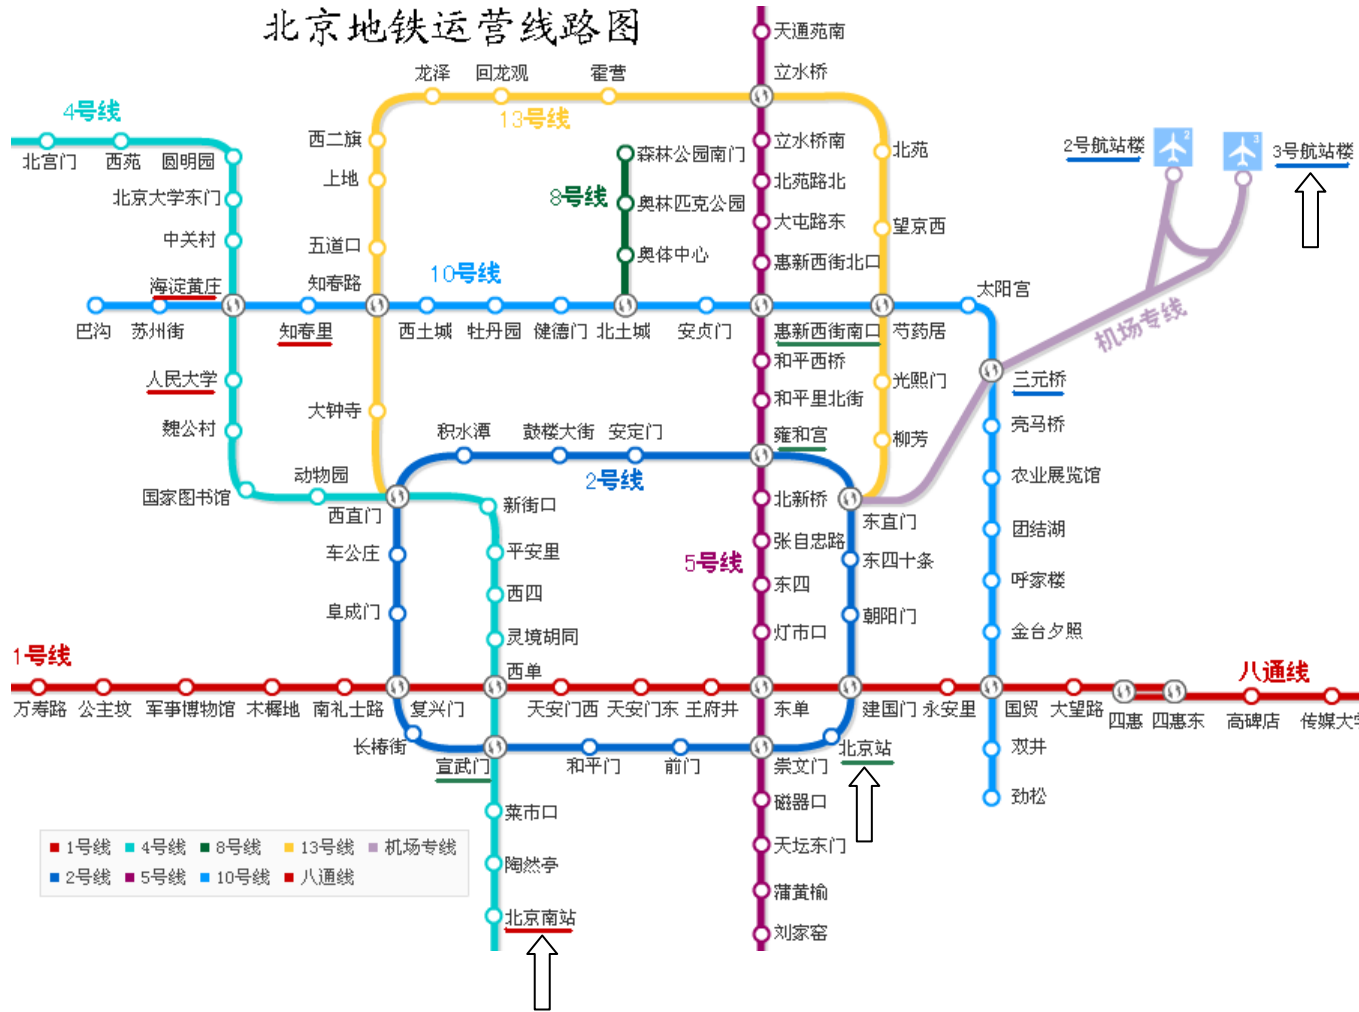 北京地铁运营线路图
天通苑南
立水桥
龙泽
回龙观
霍营
4号线
13号线
西二旗
立水桥南
北苑
2号航站楼
2
3
3号航站楼
北宫门
西苑
圆明园
森林公园南门
上地
北苑路北
北京大学东门
8号线
奥林匹克公园
大屯路东
望京西
中关村
五道口
奥体中心
惠新西街北口
10号线
海淀黄庄
知春路
太阳宫
巴沟
苏州街
知春里
西土城
牡丹园
健德门
北土城
安贞门
惠新西街南口
芍药居
机场专线
和平西桥
人民大学
光熙门
三元桥
和平里北街
大钟寺
魏公村
积水潭
鼓楼大街
安定门
雍和宫
柳芳
亮马桥
动物园
2号线
农业展览馆
国家图书馆
西直门
新街口
北新桥
东直门
团结湖
车公庄
平安里
张自忠路
5号线
东四十条
西四
东四
呼家楼
阜成门
朝阳门
灵境胡同
灯市口
金台夕照
1号线
西单
八通线
万寿路
公主坟
军事博物馆
木樨地
南礼士路
复兴门
天安门西
天安门东
王府井
东单
建国门
永安里
国贸
大望路
四惠
四惠东
高碑店
传媒大学
长椿街
宣武门
和平门
前门
崇文门
北京站
双井
菜市口
磁器口
劲松
1号线
4号线
8号线
13号线
机场专线
天坛东门
2号线
5号线
10号线
八通线
陶然亭
蒲黄榆
北京南站
刘家窑